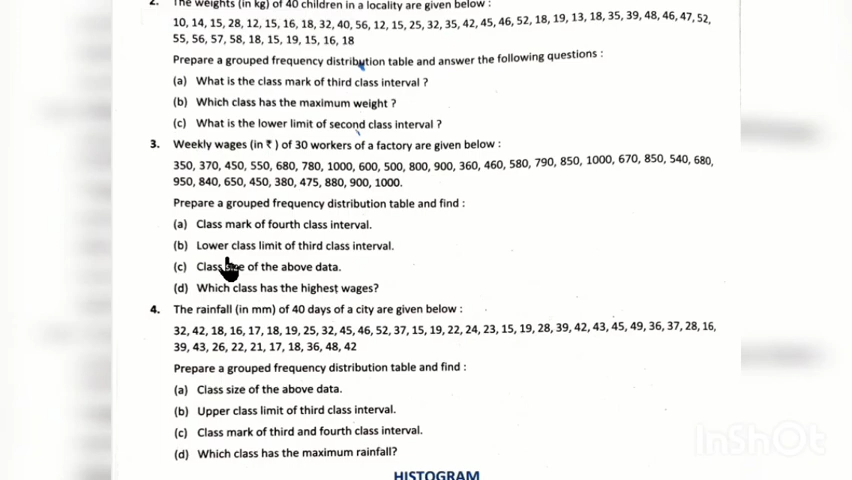 2. The weights (in kg) of 40 children in a locality are given below :
10, 14, 15, 28, 12, 15, 16, 18, 32, 40, 56, 12, 15, 25, 32, 35, 42, 45, 46, 52, 18, 19, 13, 18, 35, 39, 48, 46, 47, 52,
55, 56, 57, 58, 18, 15, 19, 15, 16, 18
Prepare a grouped frequency distribution table and answer the following questions :
(a) What is the class mark of third class interval ?
(b) Which class has the maximum weight ?
(c) What is the lower limit of second class interval ?
3. Weekly wages (in ₹ ) of 30 workers of a factory are given below :
350, 370, 450, 550, 680, 780, 1000, 600, 500, 800, 900, 360, 460, 580, 790, 850, 1000, 670, 850, 540, 680,
950, 840, 650, 450, 380, 475, 880, 900, 1000.
Prepare a grouped frequency distribution table and find :
(a) Class mark of fourth class interval.
(b) Lower class limit of third class interval.
(c) Class size of the above data.
(d) Which class has the highest wages?
4. The rainfall (in mm) of 40 days of a city are given below :
32, 42, 18, 16, 17, 18, 19, 25, 32, 45, 46, 52, 37, 15, 19, 22, 24, 23, 15, 19, 28, 39, 42, 43, 45, 49, 36, 37, 28, 16,
39, 43, 26, 22, 21, 17, 18, 36, 48, 42
Prepare a grouped frequency distribution table and find :
(a) Class size of the above data.
(b) Upper class limit of third class interval.
(c) Class mark of third and fourth class interval.
(d) Which class has the maximum rainfall?
HISTOGRAM
InShOt